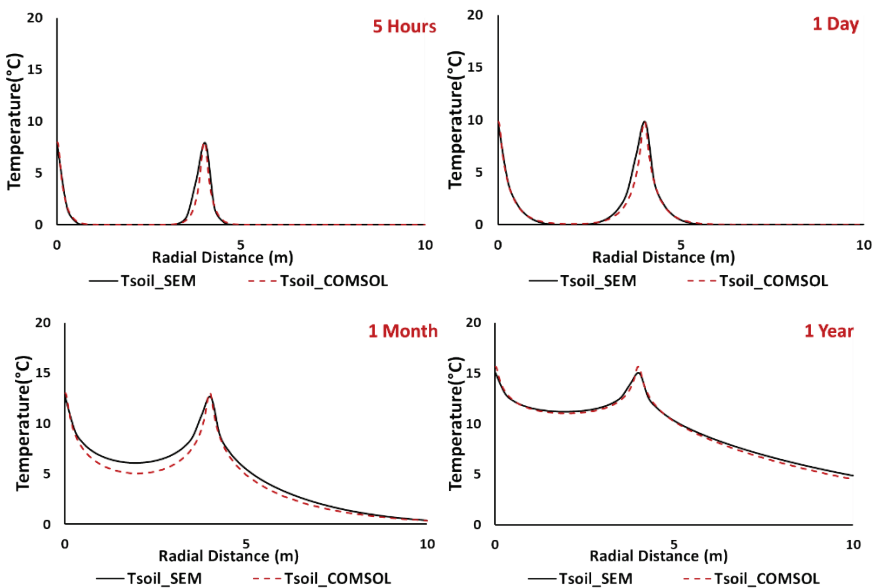 20
5 Hours
15
10
5
0
Temperature(°C)
0
5
10
Radial Distance (m)
Tsoil_SEM
Tsoil_COMSOL
20
1 Day
15
10
5
0
Temperature(°C)
0
5
10
Radial Distance (m)
Tsoil_SEM
Tsoil_COMSOL
20
1 Month
15
10
5
0
Temperature(°C)
0
5
10
Radial Distance (m)
Tsoil_SEM
Tsoil_COMSOL
20
1 Year
15
10
5
0
Temperature(°C)
0
5
10
Radial Distance (m)
Tsoil_SEM
Tsoil_COMSOL